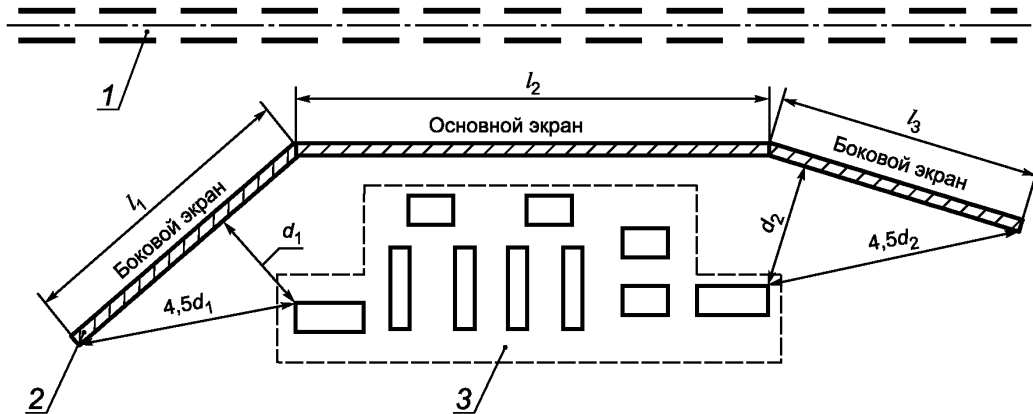 1
l2
Основной экран
l3
Боковой экран
l1
Боковой экран
d1
d2
4,5d1
4,5d2
2
3